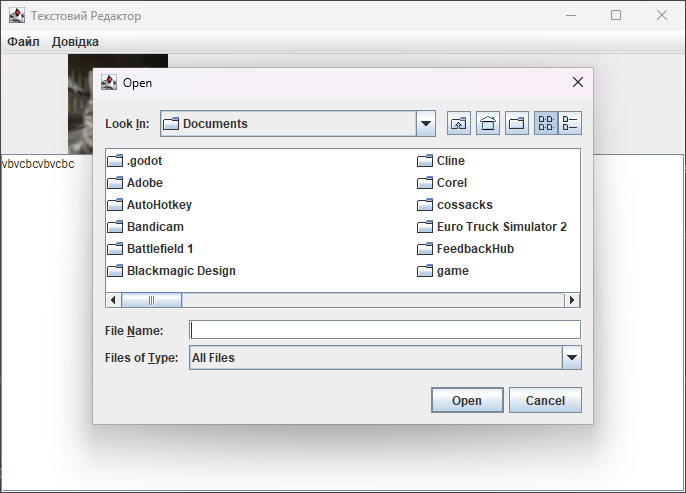 Текстовий Редактор
Файл Довідка
Open
Look In: Documents
.godot Cline
Adobe Corel
AutoHotkey cossacks
Bandicam Euro Truck Simulator 2
Battlefield 1 FeedbackHub
Blackmagic Design game
vbvcbcvbvcbc
File Name:
Files of Type: All Files
Open Cancel